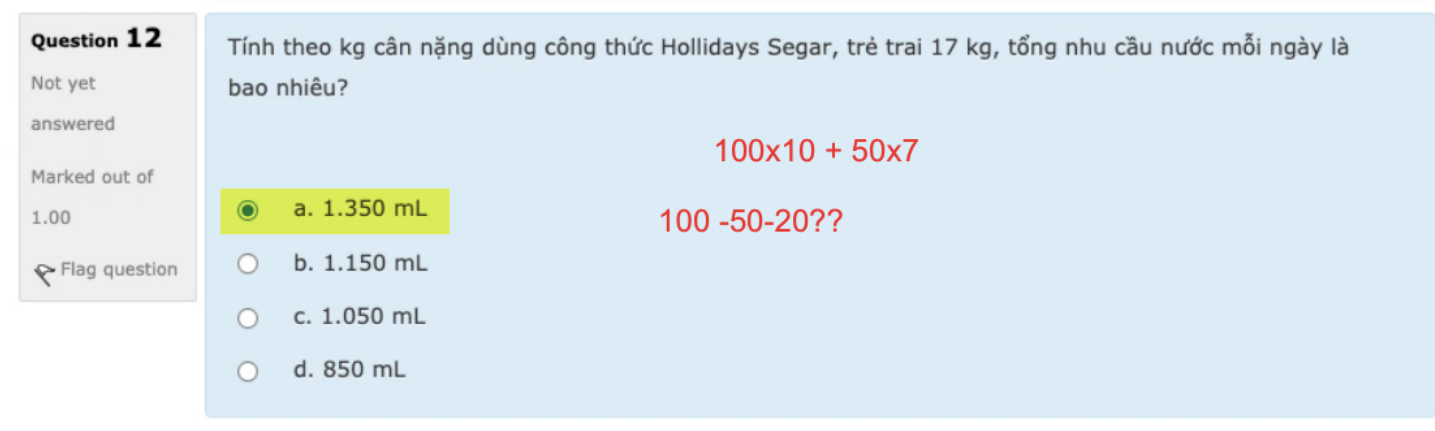 Question 12
Not yet
answered
Marked out of
1.00
Flag question
Tính theo kg cân nặng dùng công thức Hollidays Segar, trẻ trai 17 kg, tổng nhu cầu nước mỗi ngày là
bao nhiêu?
100x10 + 50x7
a. 1.350 mL
100 -50-20??
b. 1.150 mL
c. 1.050 mL
d. 850 mL